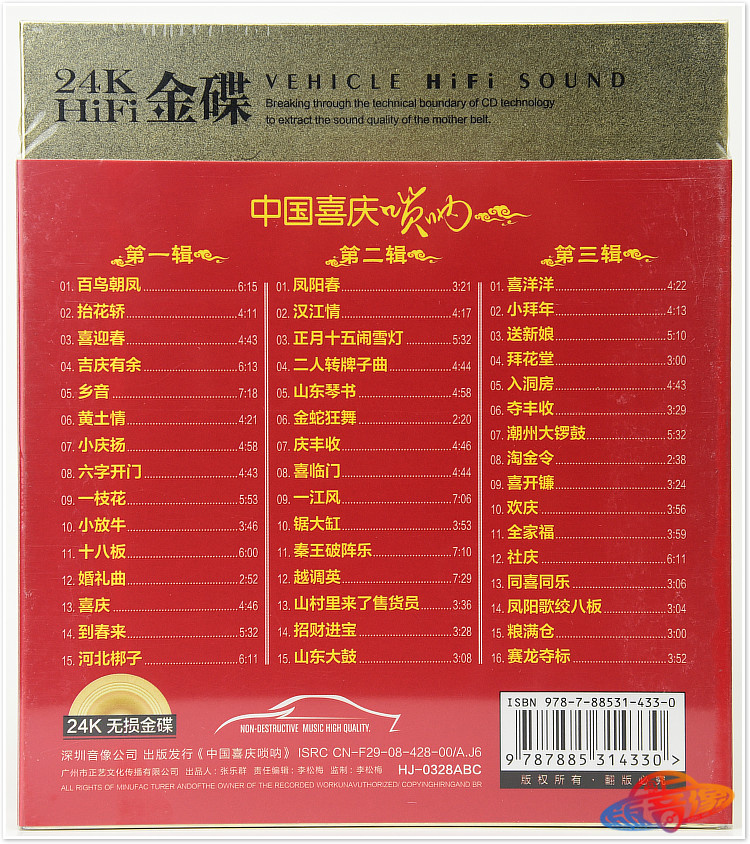 24K
HiFi
金碟
VEHICLE HiFi SOUND
Breaking through the technical boundary of CD technology
to extract the sound quality of the mother belt.
中国喜庆唢呐
第一辑
01. 百鸟朝凤 6:15
02. 抬花轿 4:11
03. 喜迎春 4:43
04. 吉庆有余 6:13
05. 乡音 7:18
06. 黄土情 4:21
07. 小庆扬 4:58
08. 六字开门 4:43
09. 一枝花 5:53
10. 小放牛 3:46
11. 十八板 6:00
12. 婚礼曲 2:52
13. 喜庆 4:46
14. 到春来 5:32
15. 河北梆子 6:11
第二辑
01. 凤阳春 3:21
02. 汉江情 4:17
03. 正月十五闹雪灯 5:32
04. 二人转牌子曲 4:44
05. 山东琴书 4:58
06. 金蛇狂舞 2:20
07. 庆丰收 4:46
08. 喜临门 4:44
09. 一江风 7:06
10. 锯大缸 3:53
11. 秦王破阵乐 7:10
12. 越调英 7:29
13. 山村里来了售货员 3:36
14. 招财进宝 3:28
15. 山东大鼓 3:08
第三辑
01. 喜洋洋 4:22
02. 小拜年 4:13
03. 送新娘 5:10
04. 拜花堂 3:00
05. 入洞房 4:43
06. 夺丰收 3:29
07. 潮州大锣鼓 5:32
08. 淘金令 2:38
09. 喜开镰 3:24
10. 欢庆 3:56
11. 全家福 3:59
12. 社庆 6:11
13. 同喜同乐 3:06
14. 凤阳歌绞八板 3:04
15. 粮满仓 3:00
16. 赛龙夺标 3:52
24K 无损金碟
NON-DESTRUCTIVE MUSIC HIGH QUALITY.
ISBN 978-7-88531-433-0
9 787885 314330 >
版权所有·翻版必究
深圳音像公司 出版发行《中国喜庆唢呐》 ISRC CN-F29-08-428-00/A.J6
广州市正艺文化传播有限公司 出品人：张乐群 责任编辑：李松梅 监制：李松梅 HJ-0328ABC
ALL RIGHTS OF MINUFAC TURER ANDOFTHE OWNER OF THE RECORDED WORKUNAVUTHORIZED/ COPYINGHIRNGAND BR